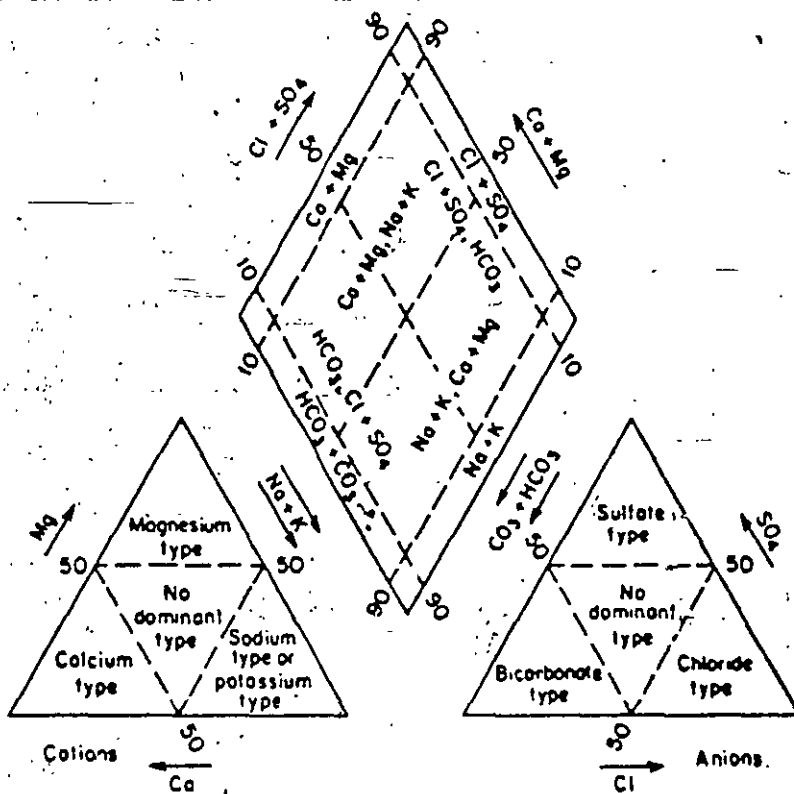 90
90
Cl + SO₄
50
50
Ca + Mg
Ca + Mg
Cl + SO₄
Ca + Mg, Na + K
Cl + SO₄, HCO₃
10
10
10
10
HCO₃, Cl + SO₄
HCO₃ + CO₃
Na + K, Ca + Mg
Na + K
90
90
Mg
Na + K
50
50
Magnesium
type
No
dominant
type
Calcium
type
Sodium
type or
potassium
type
50
Cations
Ca
CO₃ + HCO₃
SO₄
50
50
Sulfate
type
No
dominant
type
Bicarbonate
type
Chloride
type
50
Anions
Cl